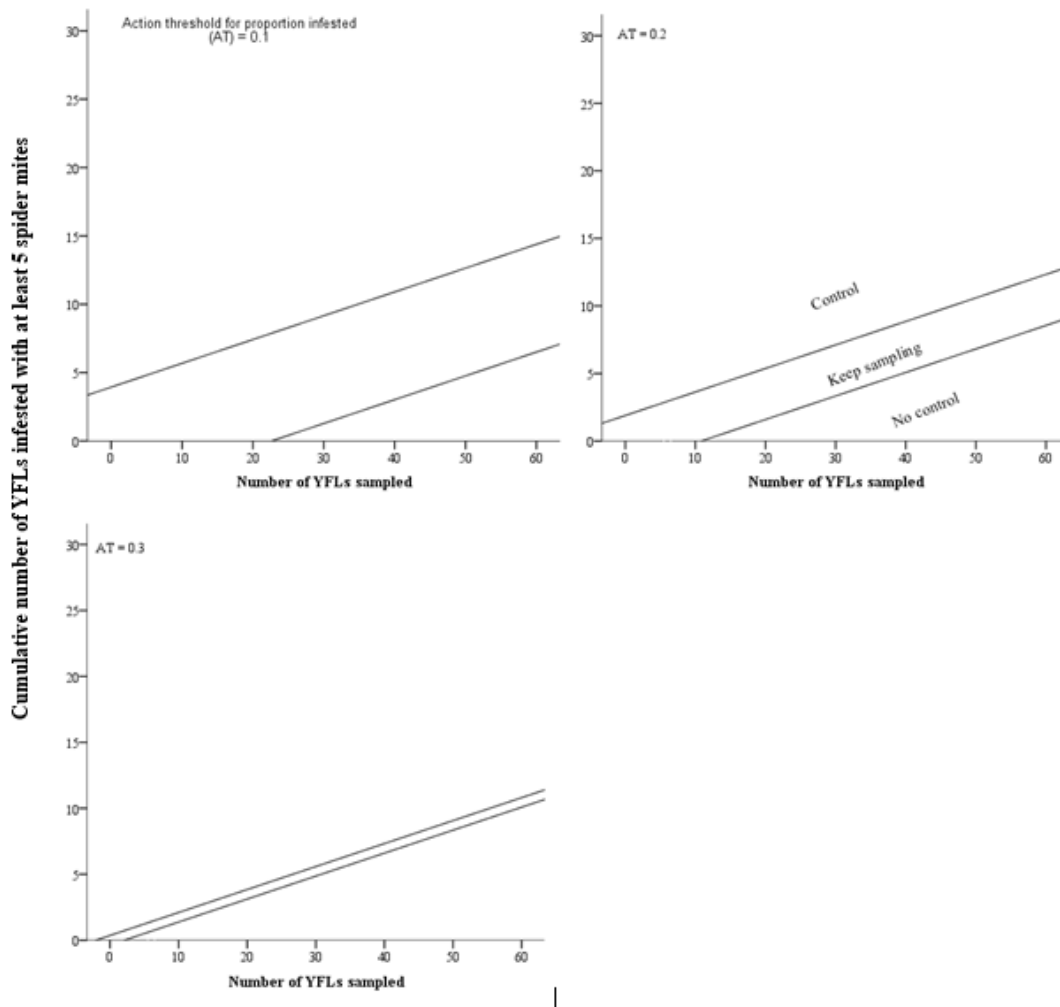 Cumulative number of YFLs infested with at least 5 spider mites
Action threshold for proportion infested
(AT) = 0.1
30
25
20
15
10
5
0
0 10 20 30 40 50 60
Number of YFLs sampled
AT = 0.2
30
25
20
15
10
5
0
Control
Keep sampling
No control
0 10 20 30 40 50 60
Number of YFLs sampled
AT = 0.3
30
25
20
15
10
5
0
0 10 20 30 40 50 60
Number of YFLs sampled